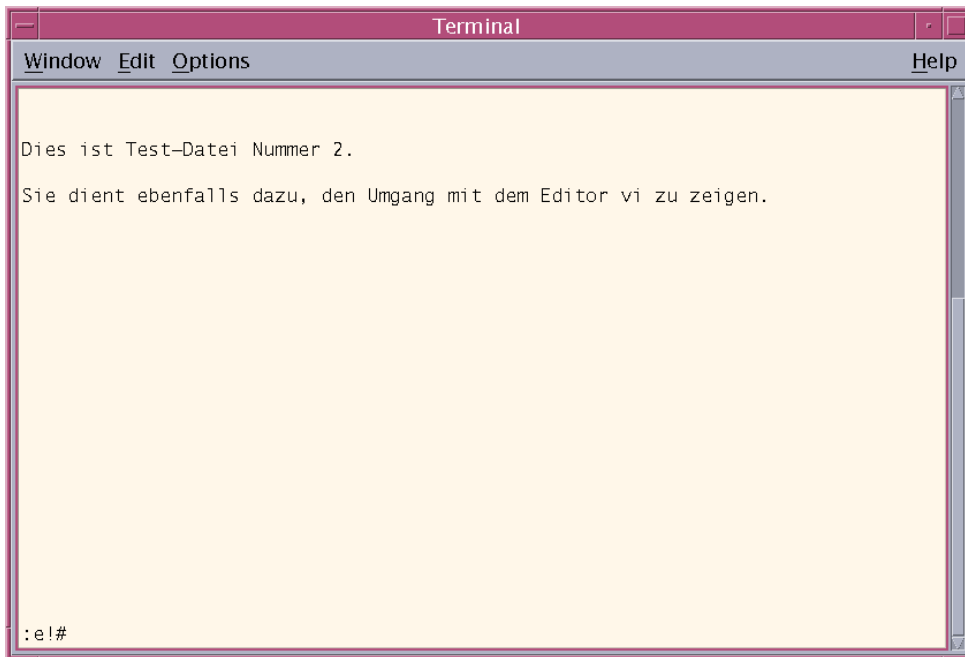 Terminal
Window Edit Options Help
Dies ist Test-Datei Nummer 2.
Sie dient ebenfalls dazu, den Umgang mit dem Editor vi zu zeigen.
:e!#